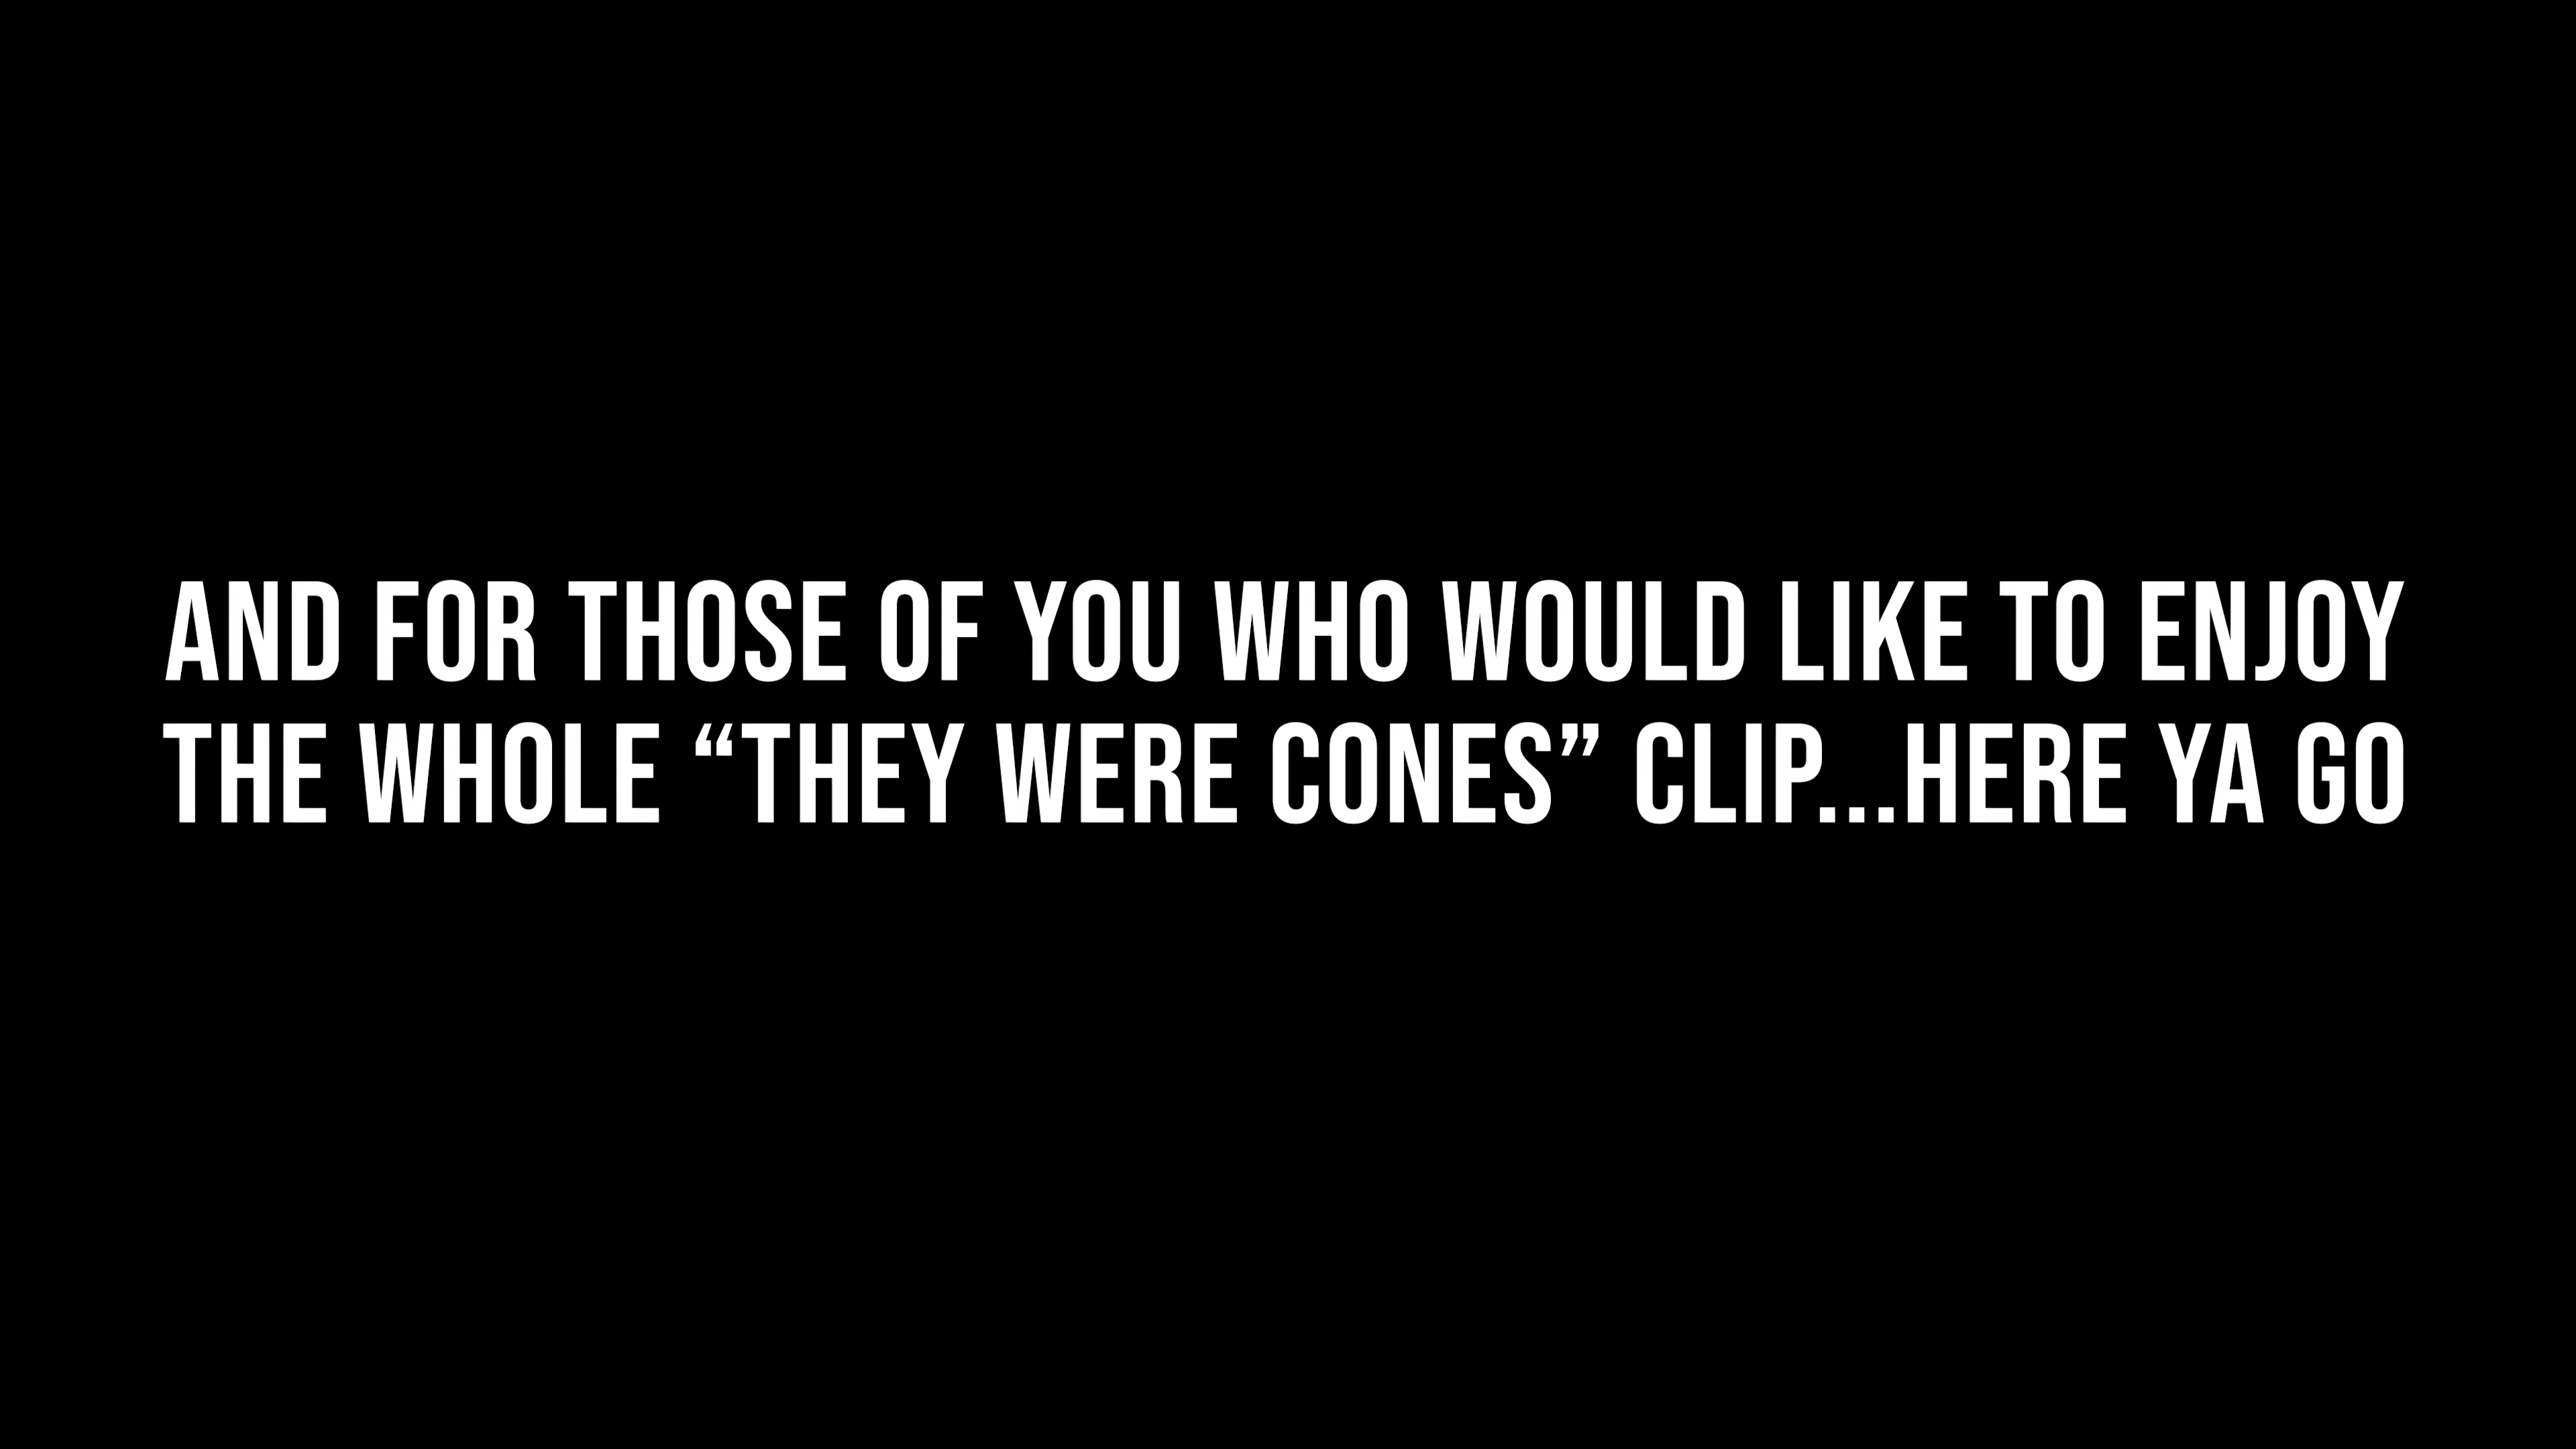 AND FOR THOSE OF YOU WHO WOULD LIKE TO ENJOY
THE WHOLE “THEY WERE CONES” CLIP...HERE YA GO